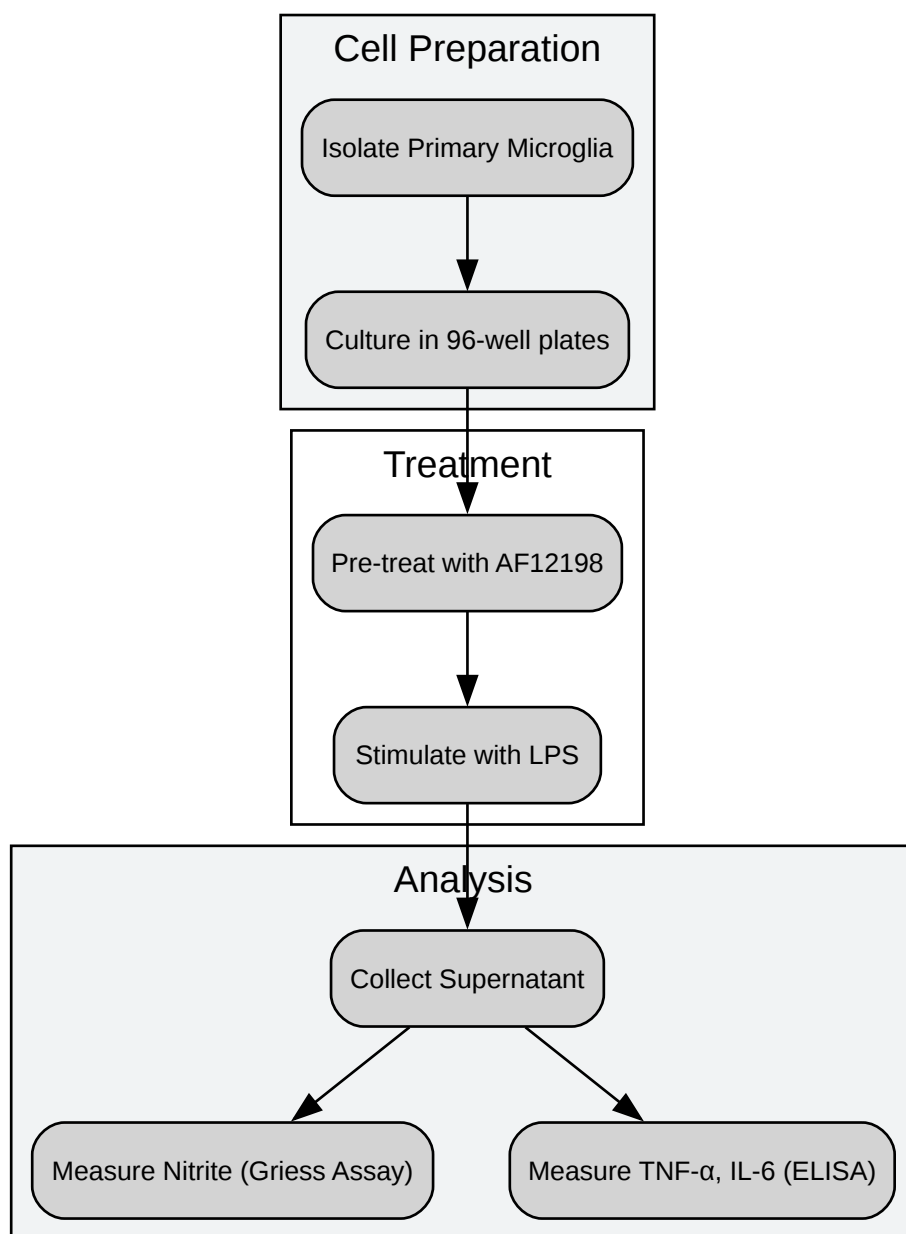 Cell Preparation
Isolate Primary Microglia
Culture in 96-well plates
Treatment
Pre-treat with AF12198
Stimulate with LPS
Analysis
Collect Supernatant
Measure Nitrite (Griess Assay)
Measure TNF-α, IL-6 (ELISA)